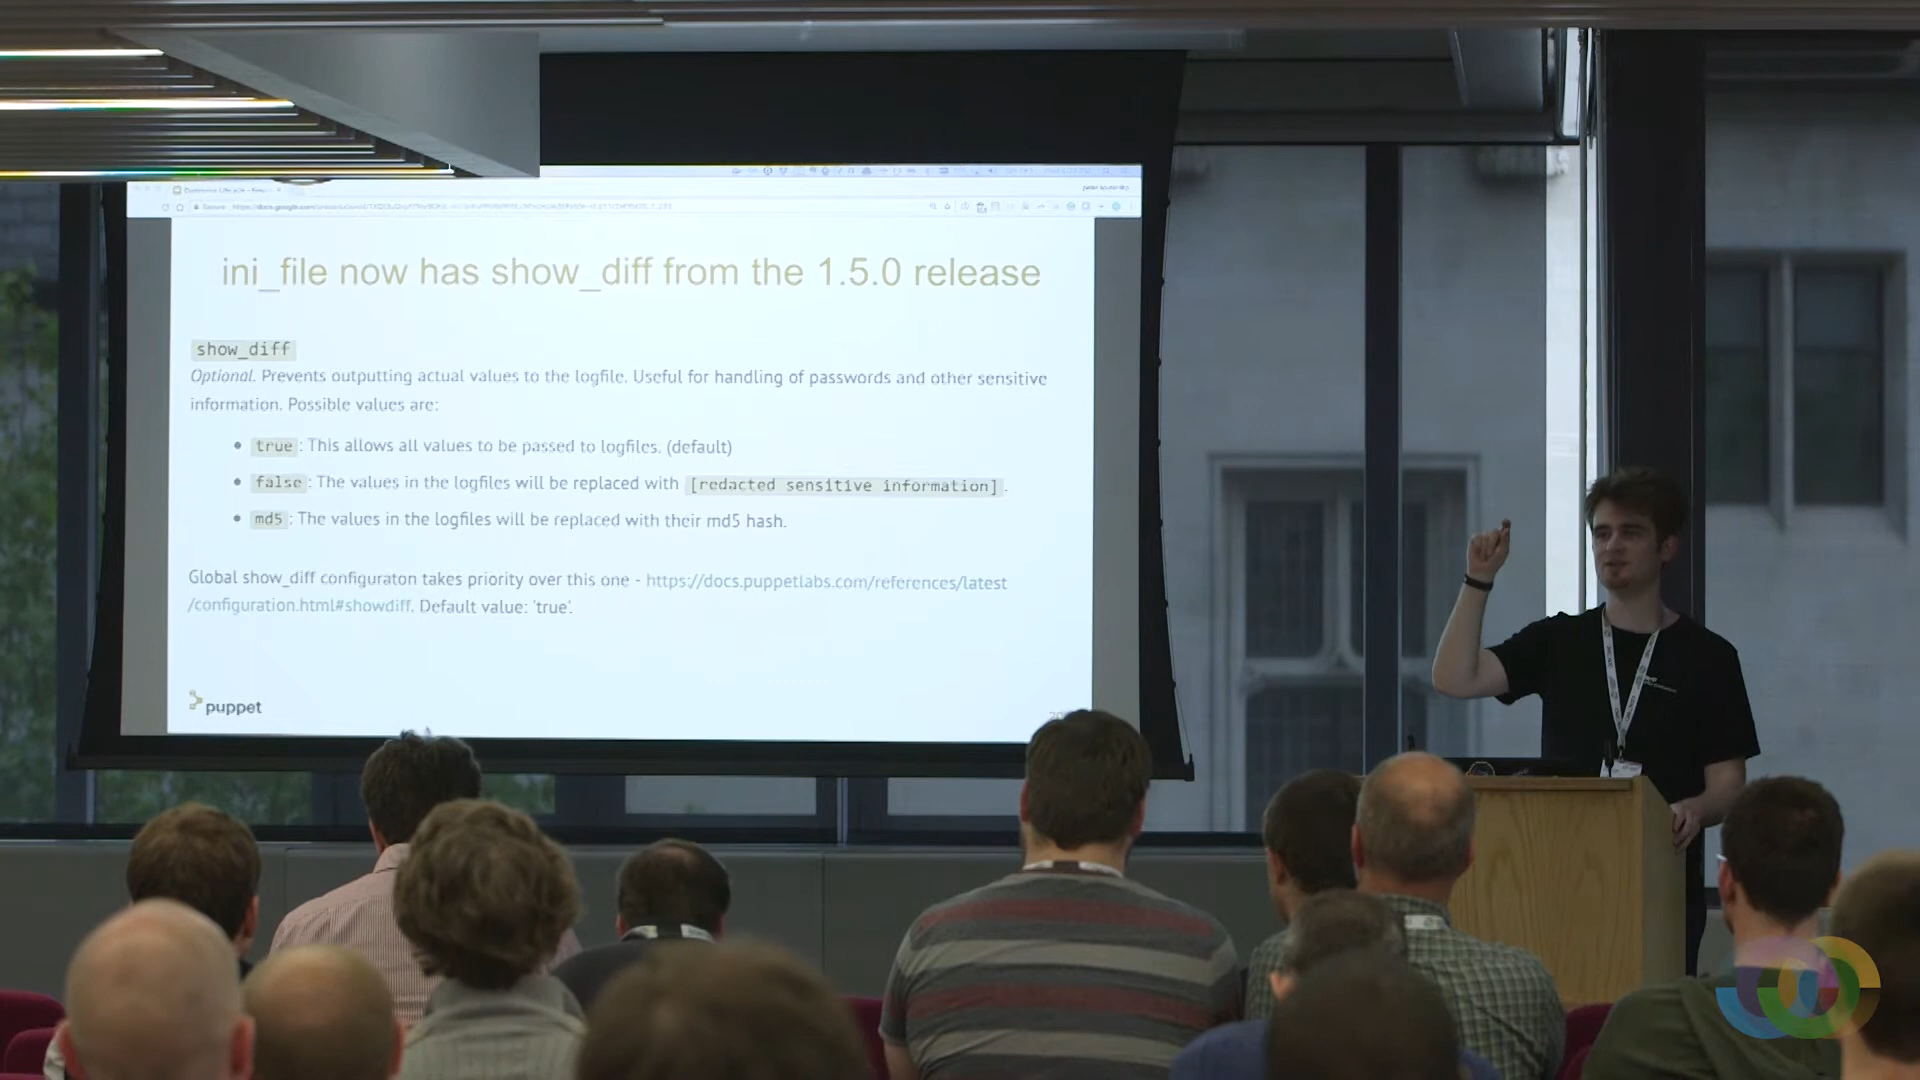 ini_file now has show_diff from the 1.5.0 release
show_diff
Optional. Prevents outputting actual values to the logfile. Useful for handling of passwords and other sensitive
information. Possible values are:
true: This allows all values to be passed to logfiles. (default)
false: The values in the logfiles will be replaced with [redacted sensitive information].
md5: The values in the logfiles will be replaced with their md5 hash.
Global show_diff configuraton takes priority over this one - https://docs.puppetlabs.com/references/latest
/configuration.html#showdiff. Default value: 'true'.
puppet